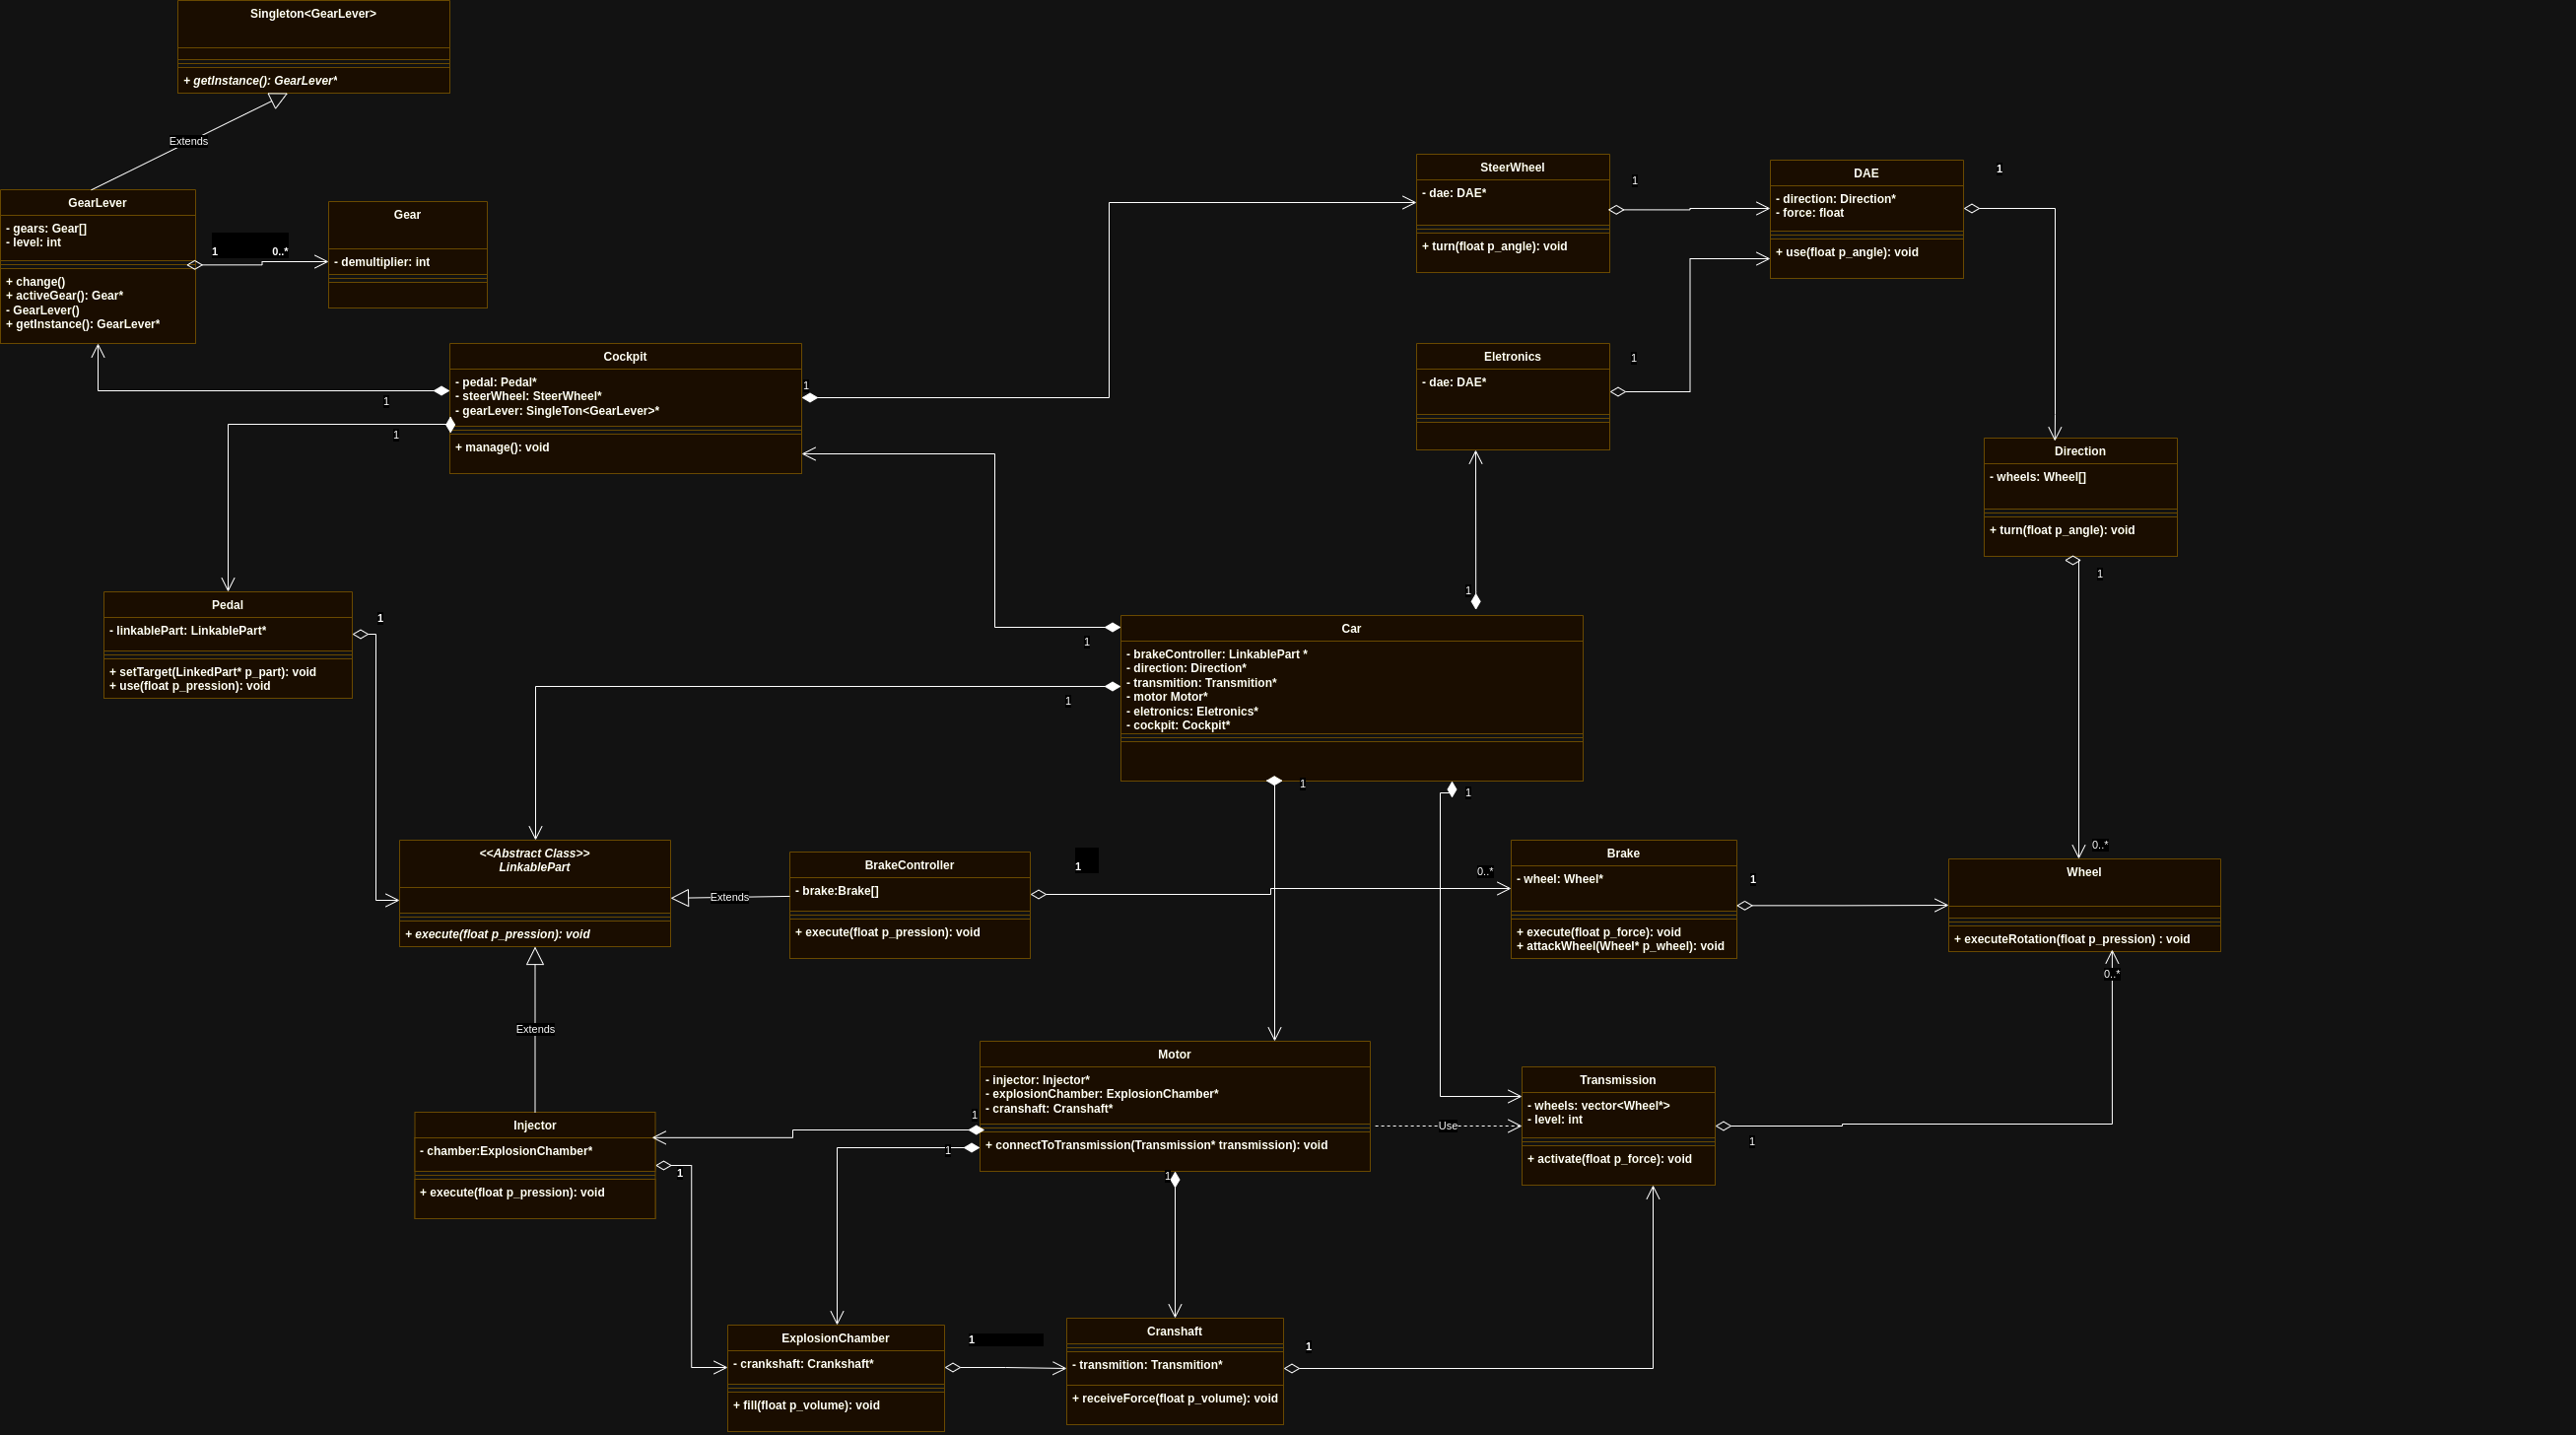 Singleton<GearLever>
+ getInstance(): GearLever*
Extends
GearLever
- gears: Gear[]
- level: int
+ change()
+ activeGear(): Gear*
- GearLever()
+ getInstance(): GearLever*
1
0..*
Gear
- demultiplier: int
SteerWheel
- dae: DAE*
+ turn(float p_angle): void
1
DAE
- direction: Direction*
- force: float
+ use(float p_angle): void
1
Cockpit
- pedal: Pedal*
- steerWheel: SteerWheel*
- gearLever: SingleTon<GearLever>*
+ manage(): void
1
1
1
Eletronics
- dae: DAE*
1
Direction
- wheels: Wheel[]
+ turn(float p_angle): void
1
0..*
Pedal
- linkablePart: LinkablePart*
+ setTarget(LinkedPart* p_part): void
+ use(float p_pression): void
1
1
Car
- brakeController: LinkablePart *
- direction: Direction*
- transmition: Transmition*
- motor Motor*
- eletronics: Eletronics*
- cockpit: Cockpit*
1
1
1
1
<<Abstract Class>>
LinkablePart
+ execute(float p_pression): void
Extends
BrakeController
- brake:Brake[]
+ execute(float p_pression): void
1
0..*
Brake
- wheel: Wheel*
+ execute(float p_force): void
+ attackWheel(Wheel* p_wheel): void
1
Wheel
+ executeRotation(float p_pression) : void
0..*
Extends
Motor
- injector: Injector*
- explosionChamber: ExplosionChamber*
- cranshaft: Cranshaft*
+ connectToTransmission(Transmission* transmission): void
1
1
1
Use
Transmission
- wheels: vector<Wheel*>
- level: int
+ activate(float p_force): void
1
Injector
- chamber:ExplosionChamber*
+ execute(float p_pression): void
1
ExplosionChamber
- crankshaft: Crankshaft*
+ fill(float p_volume): void
1
Cranshaft
- transmition: Transmition*
+ receiveForce(float p_volume): void
1